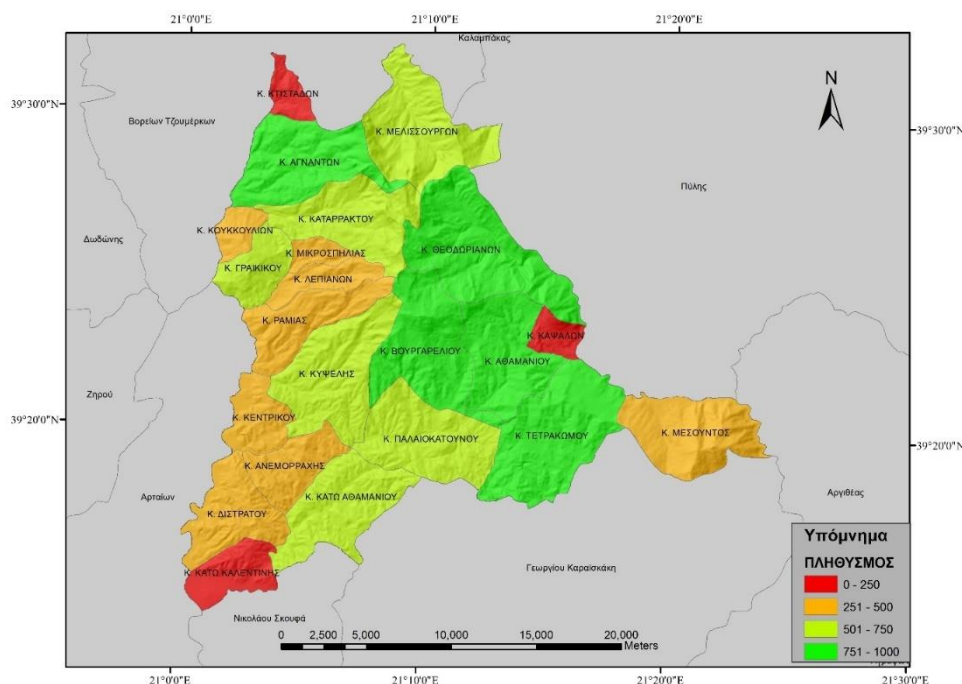 21°0'0"E
21°10'0"E
21°20'0"E
Καλαμπάκας
N
39°30'0"N
39°30'0"N
Κ. ΚΤΙΣΤΑΔΩΝ
Βορείων Τζουμέρκων
Κ. ΜΕΛΙΣΣΟΥΡΓΩΝ
Κ. ΑΓΝΑΝΤΩΝ
Πύλης
Κ. ΚΑΤΑΡΡΑΚΤΟΥ
Κ. ΚΟΥΚΚΟΥΛΙΩΝ
Δωδώνης
Κ. ΘΕΟΔΩΡΙΑΝΩΝ
Κ. ΜΙΚΡΟΣΠΗΛΙΑΣ
Κ. ΓΡΑΙΚΙΚΟΥ
Κ. ΛΕΠΙΑΝΩΝ
Κ. ΡΑΜΙΑΣ
Κ. ΚΑΨΑΛΩΝ
Κ. ΒΟΥΡΓΑΡΕΛΙΟΥ
Κ. ΑΘΑΜΑΝΙΟΥ
Κ. ΚΥΨΕΛΗΣ
Ζηρού
39°20'0"N
39°20'0"N
Κ. ΚΕΝΤΡΙΚΟΥ
Κ. ΜΕΣΟΥΝΤΟΣ
Κ. ΠΑΛΑΙΟΚΑΤΟΥΝΟΥ
Κ. ΤΕΤΡΑΚΩΜΟΥ
Κ. ΑΝΕΜΟΡΡΑΧΗΣ
Αρταίων
Κ. ΚΑΤΩ ΑΘΑΜΑΝΙΟΥ
Αργιθέας
Κ. ΔΙΣΤΡΑΤΟΥ
Κ. ΚΑΤΩ ΚΑΛΕΝΤΙΝΗΣ
Γεωργίου Καραϊσκάκη
Νικολάου Σκουφά
Υπόμνημα
ΠΛΗΘΥΣΜΟΣ
0 - 250
251 - 500
501 - 750
751 - 1000
0 2,500 5,000 10,000 15,000 20,000
Meters
21°0'0"E
21°10'0"E
21°20'0"E
21°30'0"E